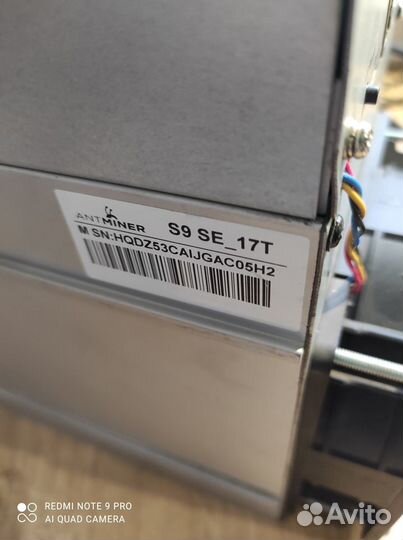 ANTMINER S9 SE_17T
M SN:HQDZ53CAIJGAC05H2
REDMI NOTE 9 PRO
AI QUAD CAMERA
Avito